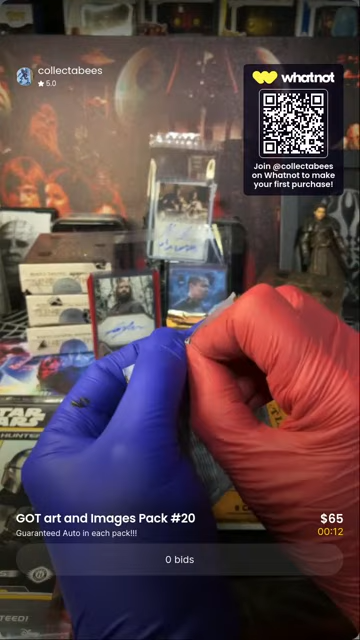 collectabees
★ 5.0
whatnot
Join @collectabees
on Whatnot to make
your first purchase!
STAR
WARS
HUNTER
GOT art and Images Pack #20
$65
Guaranteed Auto in each pack!!!
00:12
0 bids